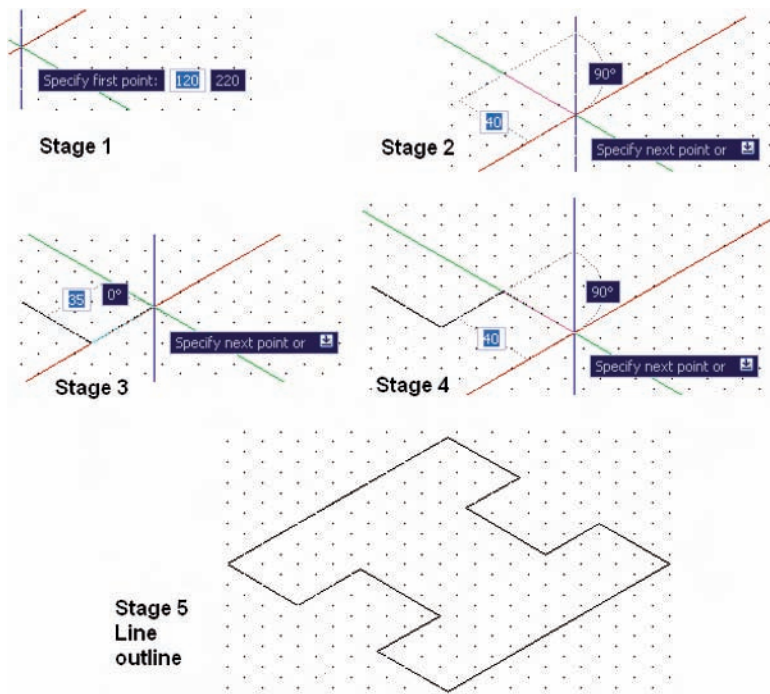 Specify first point: 120 220
Stage 1
90°
40
Specify next point or
Stage 2
35 0°
Specify next point or
Stage 3
90°
40
Specify next point or
Stage 4
Stage 5
Line
outline